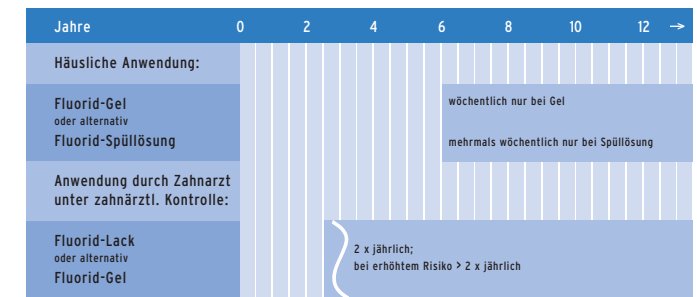 Jahre 0 2 4 6 8 10 12 →
Häusliche Anwendung:
Fluorid-Gel
oder alternativ
Fluorid-Spüllösung
wöchentlich nur bei Gel
mehrmals wöchentlich nur bei Spüllösung
Anwendung durch Zahnarzt
unter zahnärztl. Kontrolle:
Fluorid-Lack
oder alternativ
Fluorid-Gel
2 x jährlich;
bei erhöhtem Risiko > 2 x jährlich